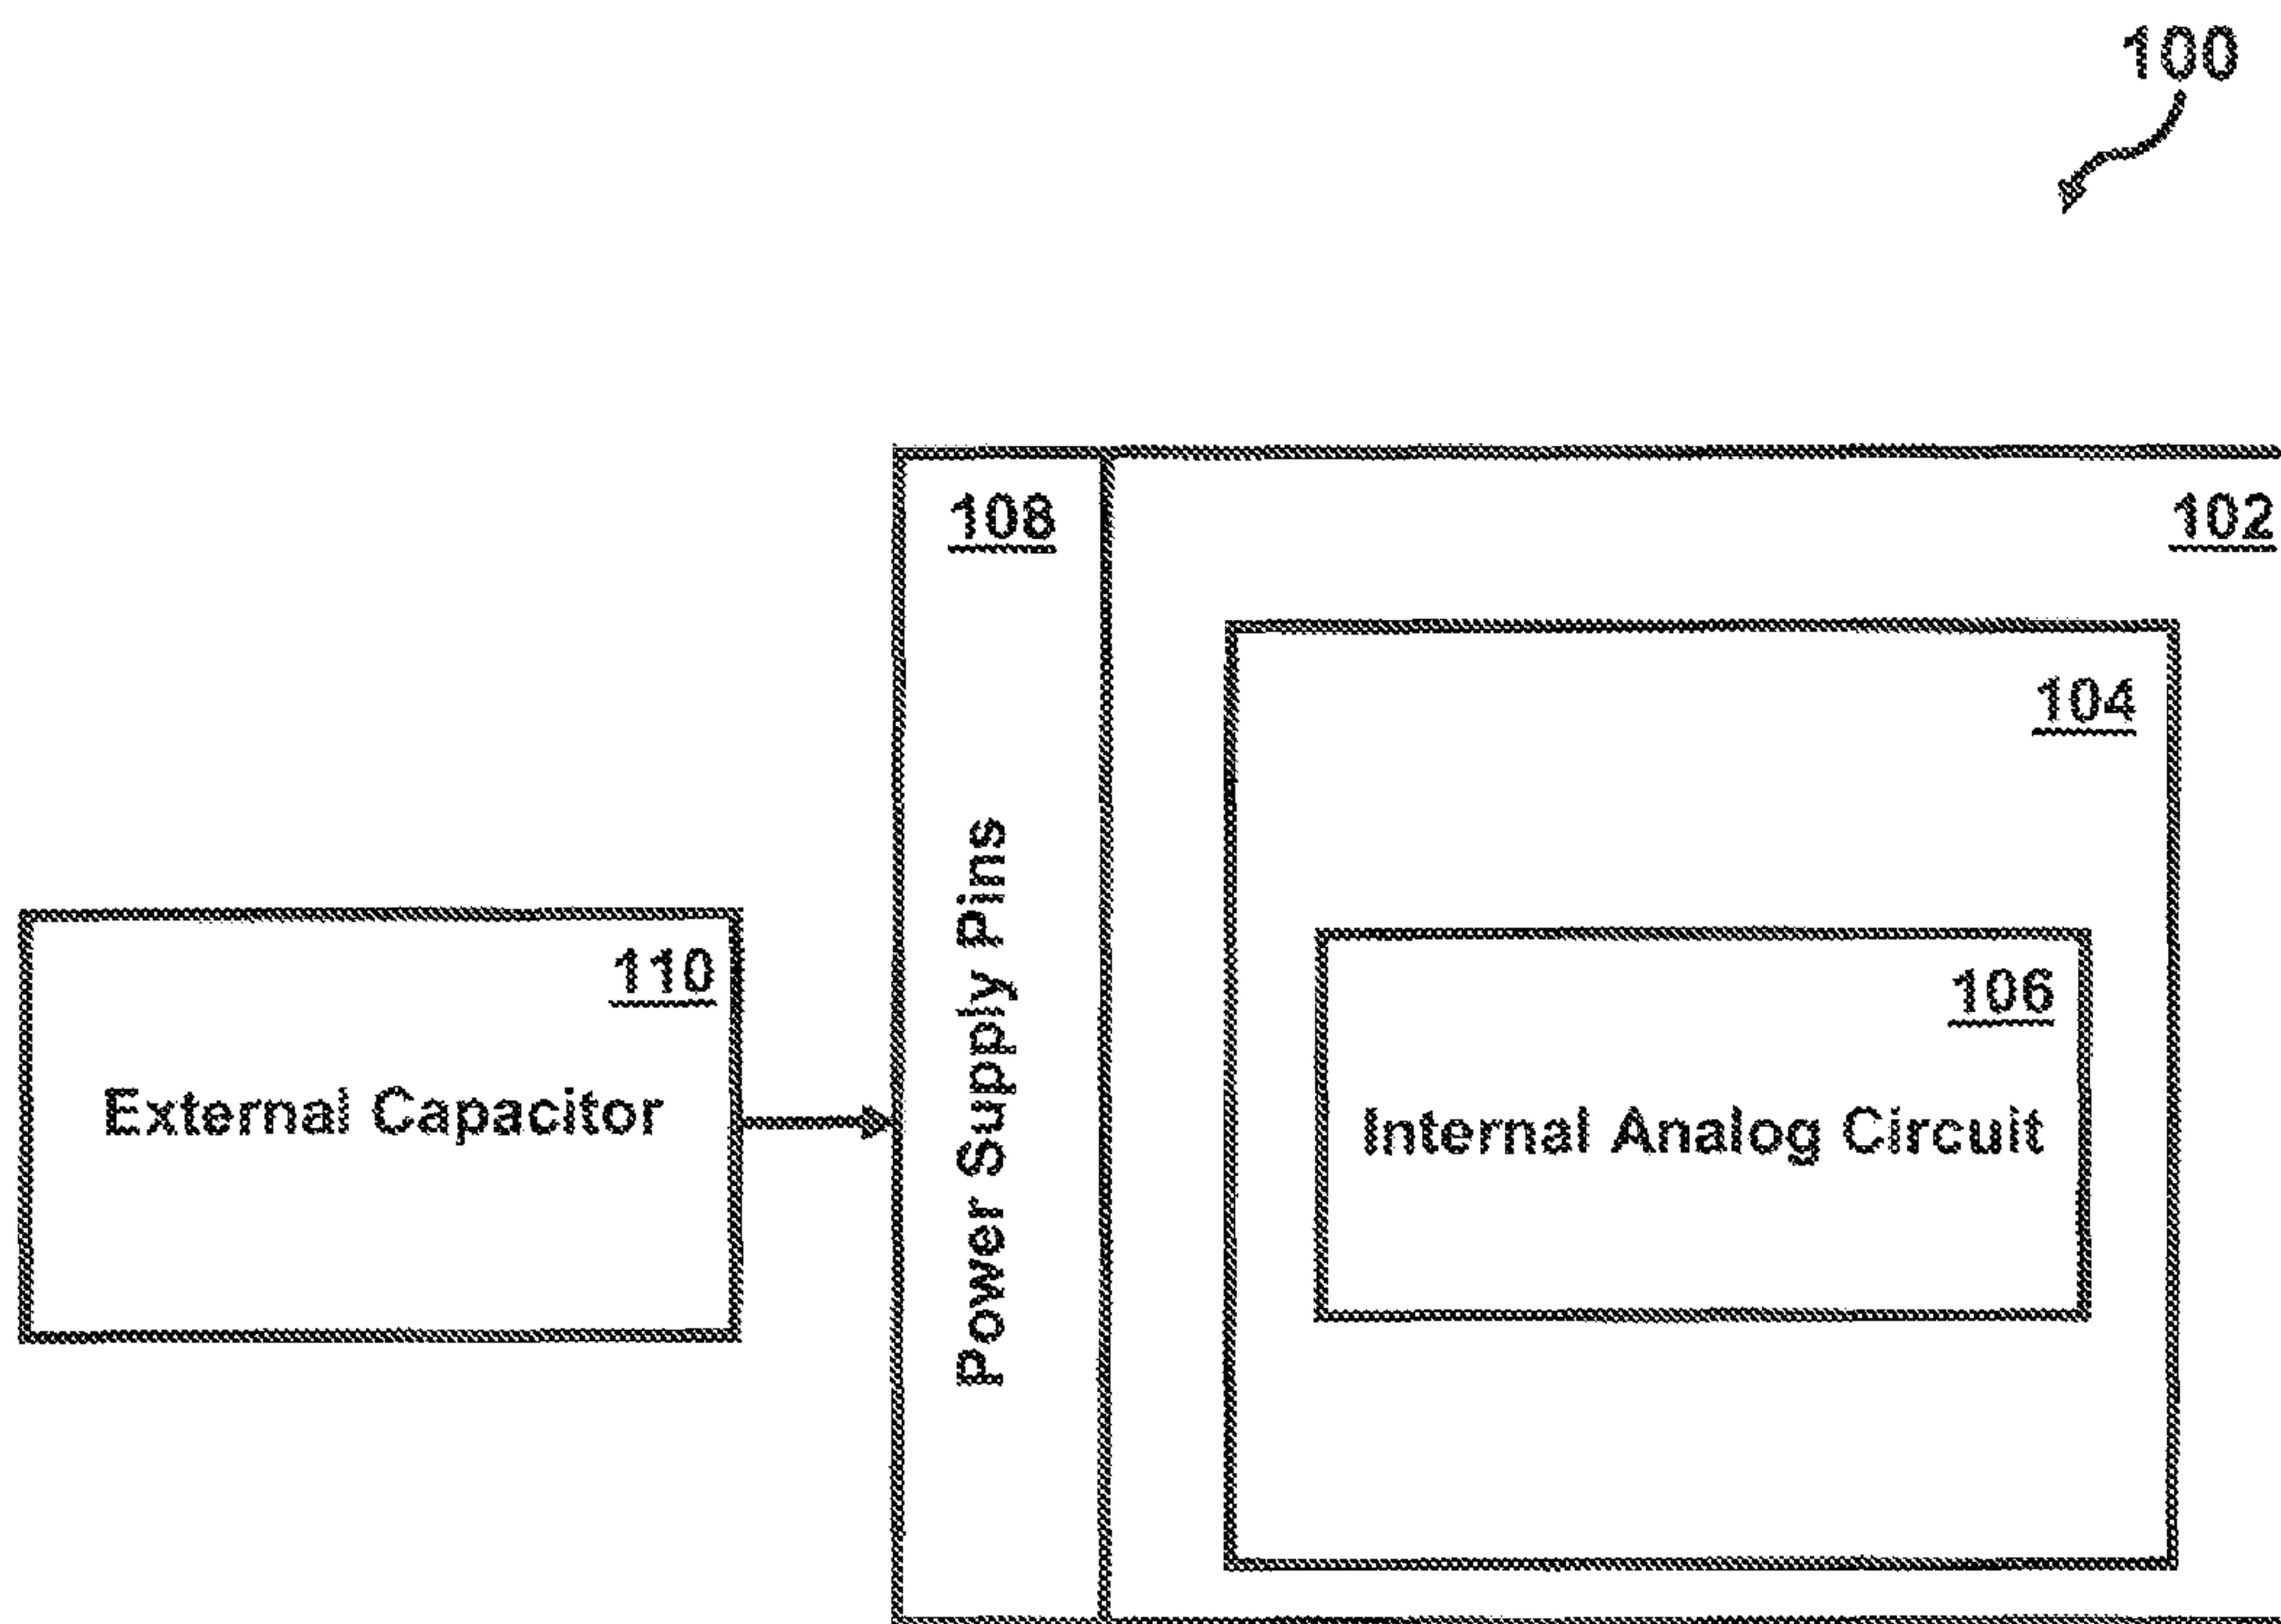 100
108
102
104
Power Supply Pins
110
106
External Capacitor
Internal Analog Circuit